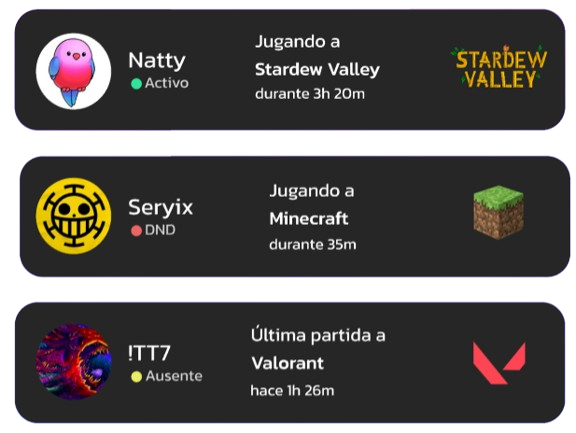 Natty
Activo
Jugando a
Stardew Valley
durante 3h 20m
STARDEW
VALLEY
Seryix
DND
Jugando a
Minecraft
durante 35m
!TT7
Ausente
Última partida a
Valorant
hace 1h 26m